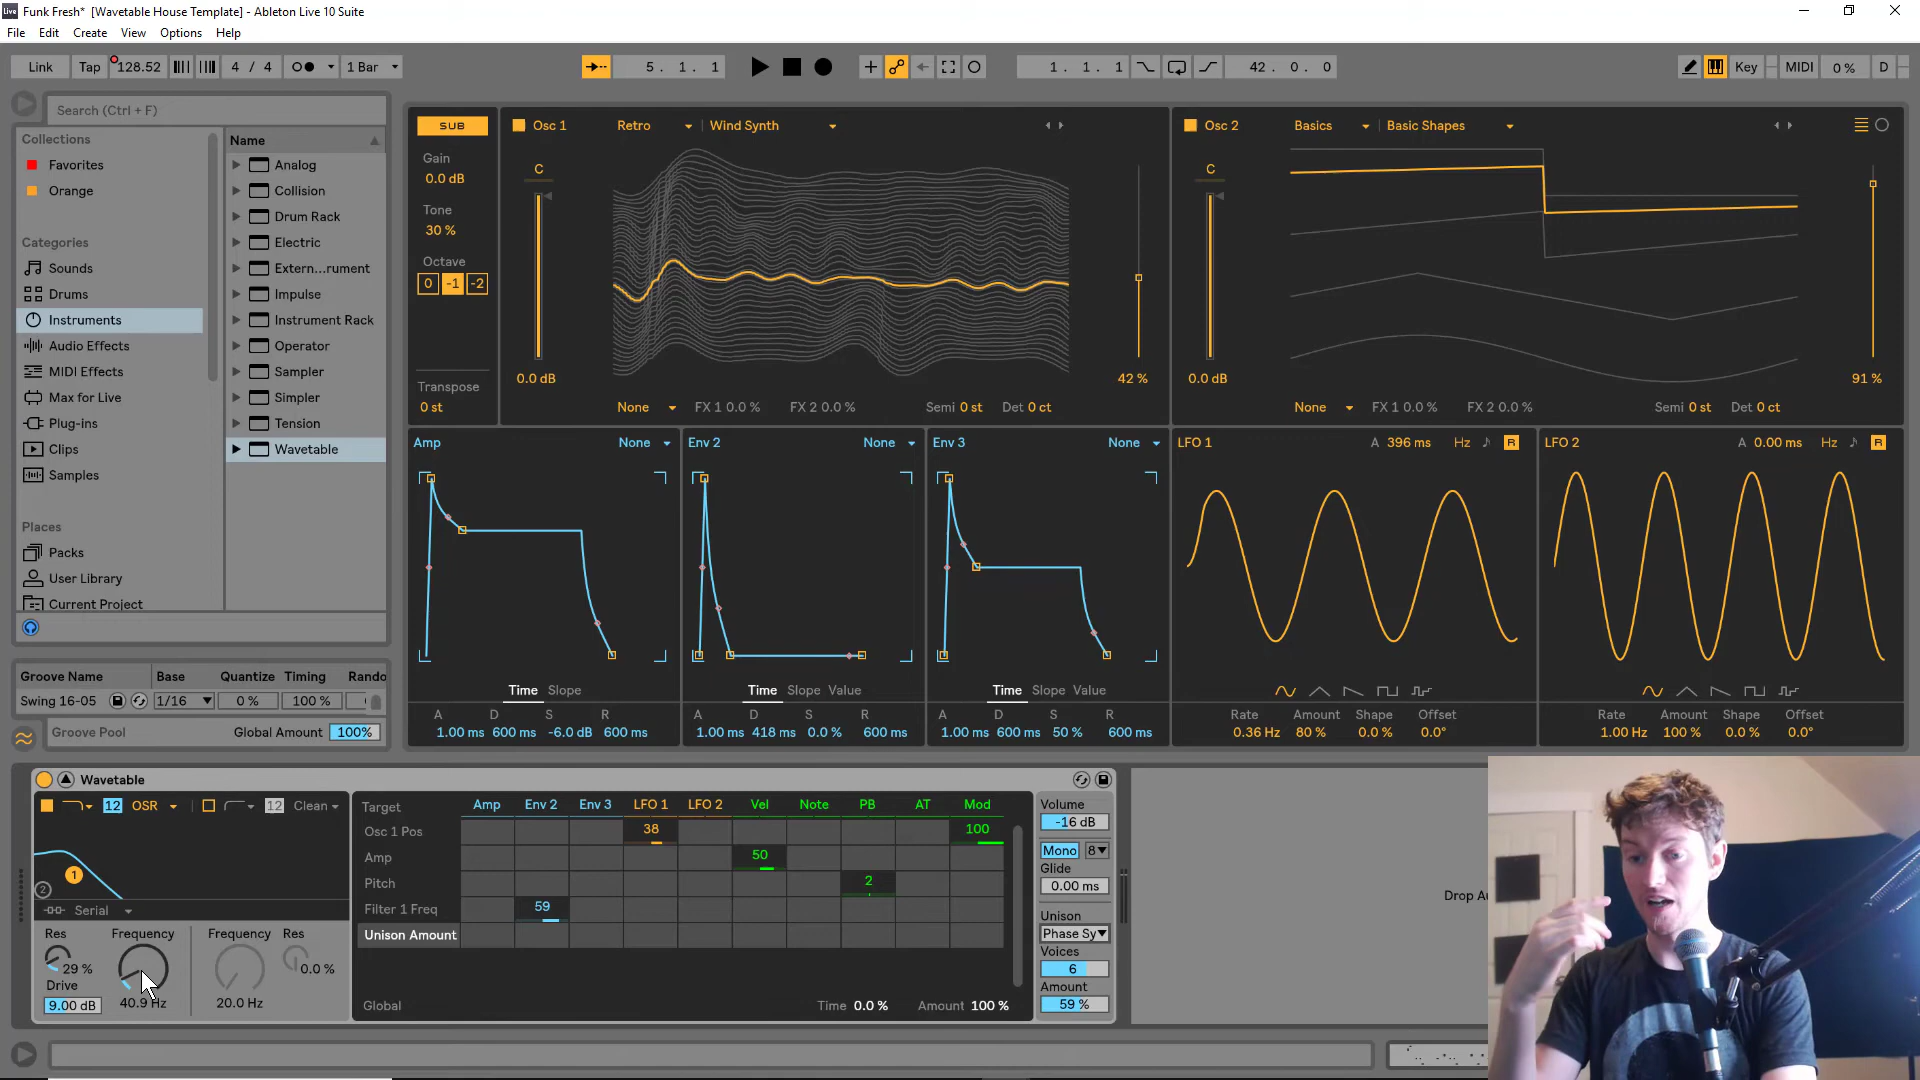 Live Funk Fresh* [Wavetable House Template] - Ableton Live 10 Suite
File Edit Create View Options Help
Link Tap 128.52 4 / 4 1 Bar 5. 1. 1 1. 1. 1 42. 0. 0 Key MIDI 0 % D
Search (Ctrl + F)
Collections
Favorites
Orange
Categories
Sounds
Drums
Instruments
Audio Effects
MIDI Effects
Max for Live
Plug-ins
Clips
Samples
Places
Packs
User Library
Current Project
Name
Analog
Collision
Drum Rack
Electric
Extern...rument
Impulse
Instrument Rack
Operator
Sampler
Simpler
Tension
Wavetable
Groove Name Base Quantize Timing Rando
Swing 16-05 1/16 0 % 100 %
Groove Pool Global Amount 100%
SUB
Gain
0.0 dB
Tone
30 %
Octave
0 -1 -2
Transpose
0 st
Osc 1 Retro Wind Synth
C
0.0 dB 42 %
None FX 1 0.0 % FX 2 0.0 % Semi 0 st Det 0 ct
Osc 2 Basics Basic Shapes
C
0.0 dB 91 %
None FX 1 0.0 % FX 2 0.0 % Semi 0 st Det 0 ct
Amp None
Time Slope
A D S R
1.00 ms 600 ms -6.0 dB 600 ms
Env 2 None
Time Slope Value
A D S R
1.00 ms 418 ms 0.0 % 600 ms
Env 3 None
Time Slope Value
A D S R
1.00 ms 600 ms 50 % 600 ms
LFO 1 A 396 ms Hz R
Rate Amount Shape Offset
0.36 Hz 80 % 0.0 % 0.0°
LFO 2 A 0.00 ms Hz R
Rate Amount Shape Offset
1.00 Hz 100 % 0.0 % 0.0°
Wavetable
12 OSR 12 Clean
1
2
Serial
Res Frequency Frequency Res
29 % 0.0 %
Drive
9.00 dB 40.9 Hz 20.0 Hz
Target Amp Env 2 Env 3 LFO 1 LFO 2 Vel Note PB AT Mod
Osc 1 Pos 38 100
Amp 50
Pitch 2
Filter 1 Freq 59
Unison Amount
Global Time 0.0 % Amount 100 %
Volume
-16 dB
Mono 8
Glide
0.00 ms
Unison
Phase Sy
Voices
6
Amount
59 %
Drop Au